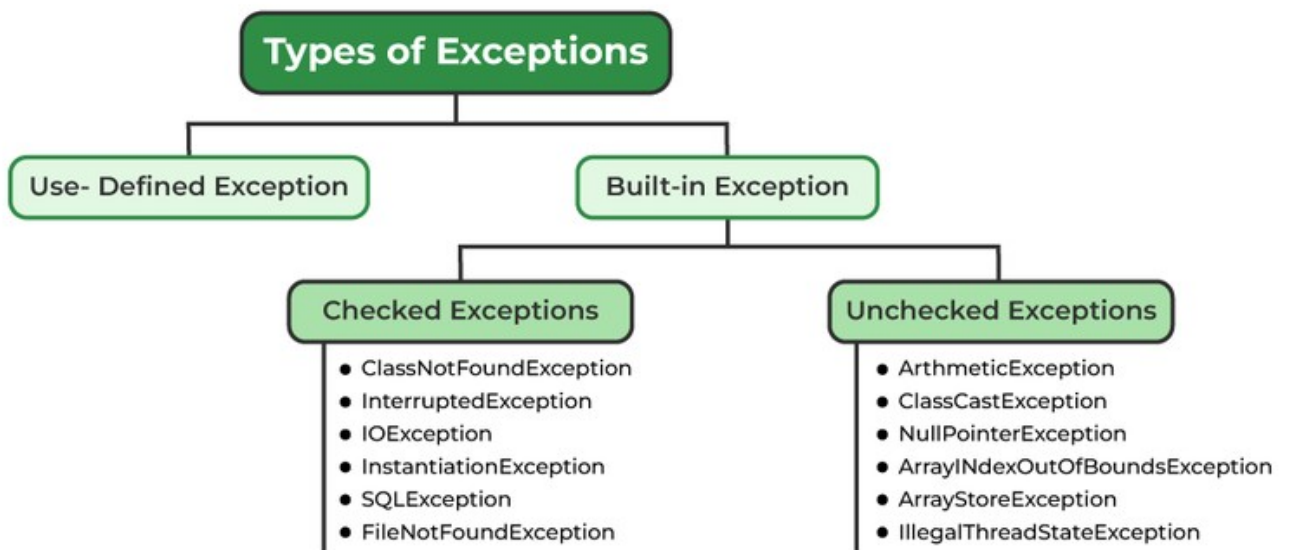 Types of Exceptions
Use- Defined Exception
Built-in Exception
Checked Exceptions
ClassNotFoundException
InterruptedException
IOException
InstantiationException
SQLException
FileNotFoundException
Unchecked Exceptions
ArthmeticException
ClassCastException
NullPointerException
ArrayINdexOutOfBoundsException
ArrayStoreException
IllegalThreadStateException